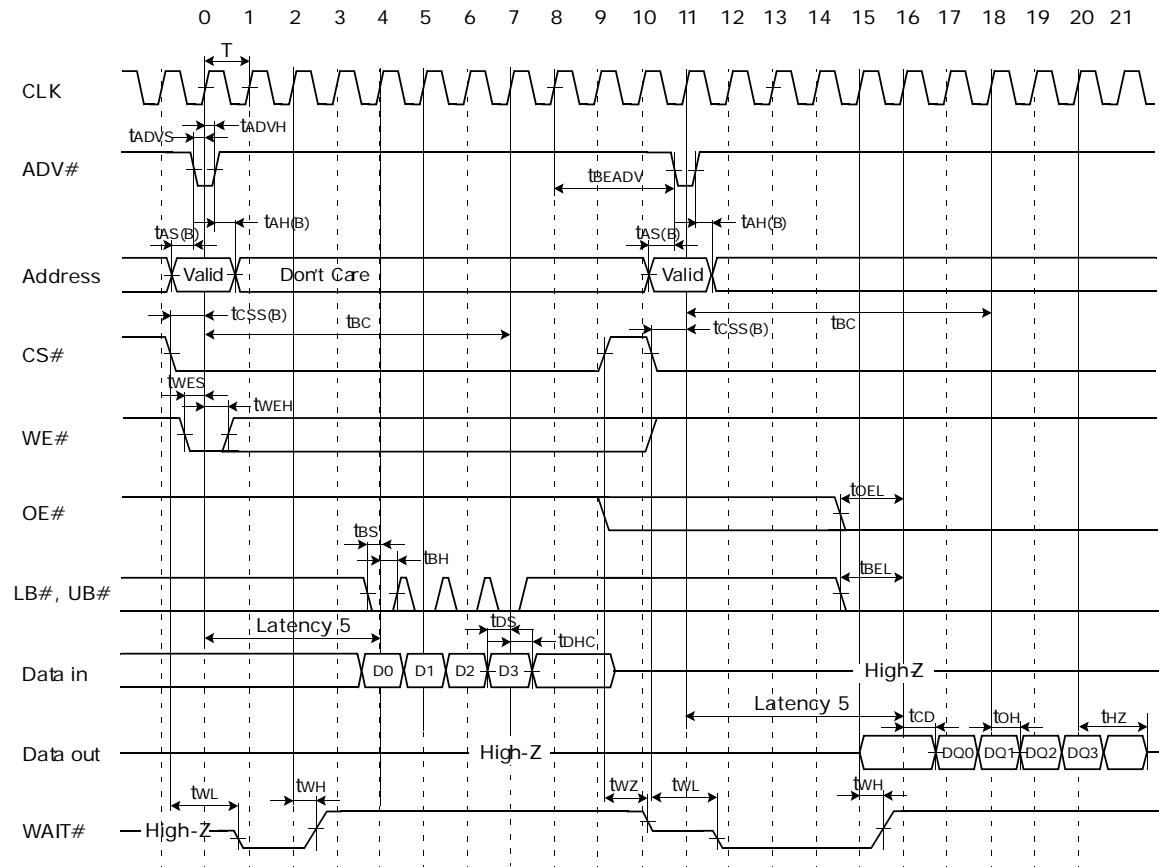 0 1 2 3 4 5 6 7 8 9 10 11 12 13 14 15 16 17 18 19 20 21
T
CLK
tADVH
tADVS
ADV#
tBEADV
tAH(B) tAH(B)
tAS(B) tAS(B)
Address Valid Don't Care Valid
tCSS(B) tBC tCSS(B) tBC
CS#
tWES
tWEH
WE#
tOEL
OE#
tBS
tBH
tBEL
LB#, UB#
Latency 5 tDS
tDHC
Data in D0 D1 D2 D3 High-Z
Latency 5
tCD tOH tHZ
Data out High-Z DQ0 DQ1 DQ2 DQ3
tWL tWH tWZ tWL tWH
WAIT# High-Z